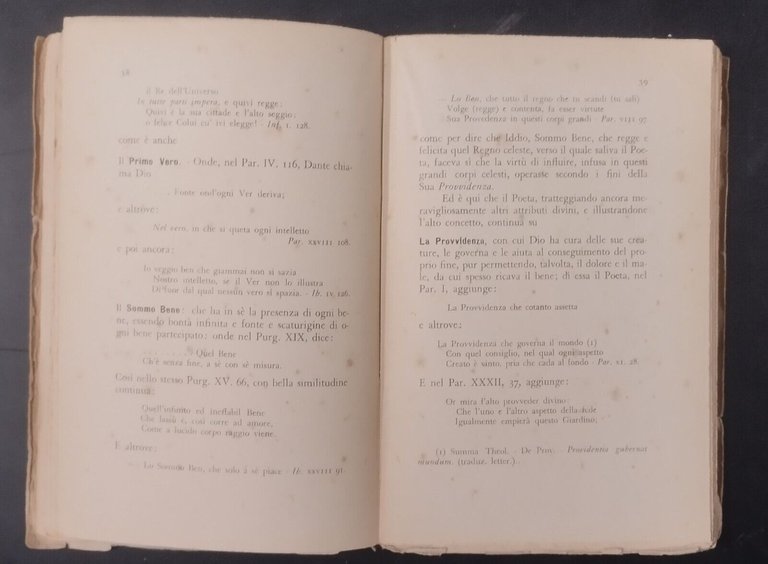 38
il Re dell'Universo
In tutte parti impera, e quivi regge:
Quivi è la sua cittade e l'alto seggio:
o felice Colui cu' ivi elegge! - Inf. 1. 128.
come è anche
Il Primo Vero. - Onde, nel Par. IV, 116, Dante chia-
ma Dio
..... Fonte ond'ogni Ver deriva;
e altrove:
Nel vero, in che si queta ogni intelletto
Par. XXVIII 108.
e poi ancora:
Io veggio ben che giammai non si sazia
Nostro intelletto, se il Ver non lo illustra
Di fuor dal qual nessun vero si spazia. - Ib. IV, 126.
Il Sommo Bene: che ha in sè la presenza di ogni be-
ne, essendo bontà infinita e fonte e scaturigine di o-
gni bene partecipato: onde nel Purg. XIX, dice:
........ Quel Bene
Ch'è senza fine, a sè con sè misura.
Così nello stesso Purg. XV. 66, con bella similitudine
continua:
Quell'infinito ed ineffabil Bene
Che lassù è, così corre ad amore,
Come a lucido corpo raggio viene.
E altrove:
Lo Sommo Ben, che solo a sè piace - Ib. XXVIII 91.
39
Lo Ben, che tutto il regno che tu scandi (tu sali)
Volge (regge) e contenta, fa esser virtute
Sua Provvedenza in questi corpi grandi - Par. VIII 97
come per dire che Iddio, Sommo Bene, che regge e
felicita quel Regno celeste, verso il quale saliva il Poe-
ta, faceva sì che la virtù di influire, infusa in questi
grandi corpi celesti, operasse secondo i fini della
Sua Provvidenza.
Ed è qui che il Poeta, tratteggiando ancora me-
ravigliosamente altri attributi divini, e illustrandone
l'alto concetto, continua su
La Provvidenza, con cui Dio ha cura delle sue crea-
ture, le governa e le aiuta al conseguimento del pro-
prio fine, pur permettendo, talvolta, il dolore e il ma-
le, da cui spesso ricava il bene; di essa il Poeta, nel
Par. I, aggiunge:
La Provvidenza che cotanto assetta
e altrove:
La Provvidenza che governa il mondo (1)
Con quel consiglio, nel qual ogni aspetto
Creato è vinto, pria che vada al fondo - Par. XI. 28.
E nel Par. XXXII, 37, aggiunge:
Or mira l'alto provveder divino:
Che l'uno e l'altro aspetto della fede
Igualmente empirà questo Giardino;
(1) Summa Theol. - De Prov. - Providentia gubernat
mundum. (traduz. letter.).